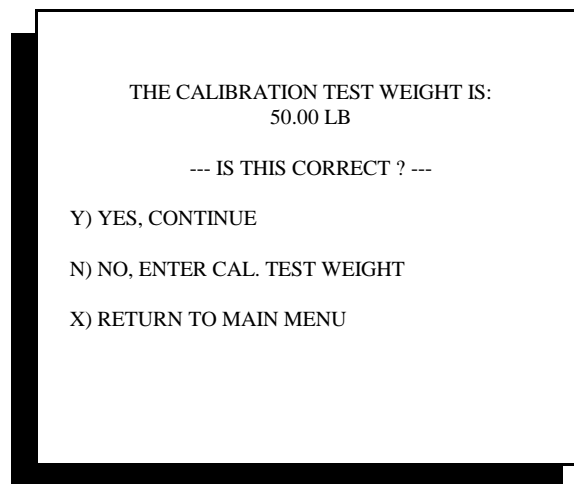 THE CALIBRATION TEST WEIGHT IS:
50.00 LB
--- IS THIS CORRECT ? ---
Y) YES, CONTINUE
N) NO, ENTER CAL. TEST WEIGHT
X) RETURN TO MAIN MENU